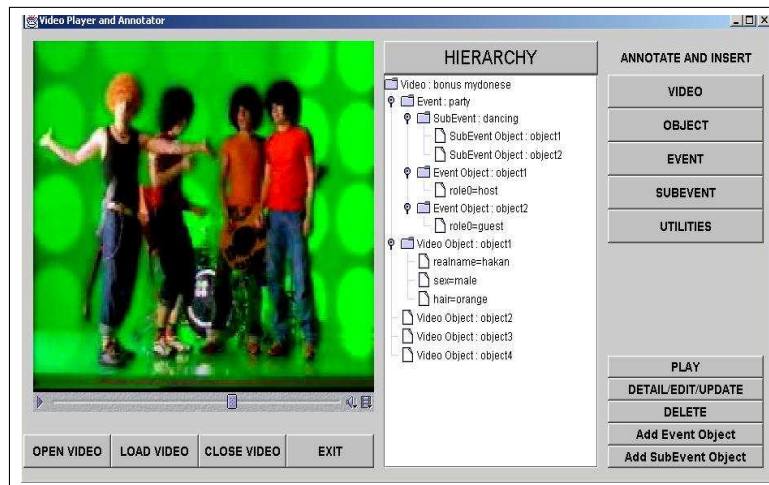 Video Player and Annotator
HIERARCHY
Video : bonus mydonese
Event : party
SubEvent : dancing
SubEvent Object : object1
SubEvent Object : object2
Event Object : object1
role0=host
Event Object : object2
role0=guest
Video Object : object1
realname=hakan
sex=male
hair=orange
Video Object : object2
Video Object : object3
Video Object : object4
ANNOTATE AND INSERT
VIDEO
OBJECT
EVENT
SUBEVENT
UTILITIES
PLAY
DETAIL/EDIT/UPDATE
DELETE
Add Event Object
Add SubEvent Object
OPEN VIDEO
LOAD VIDEO
CLOSE VIDEO
EXIT